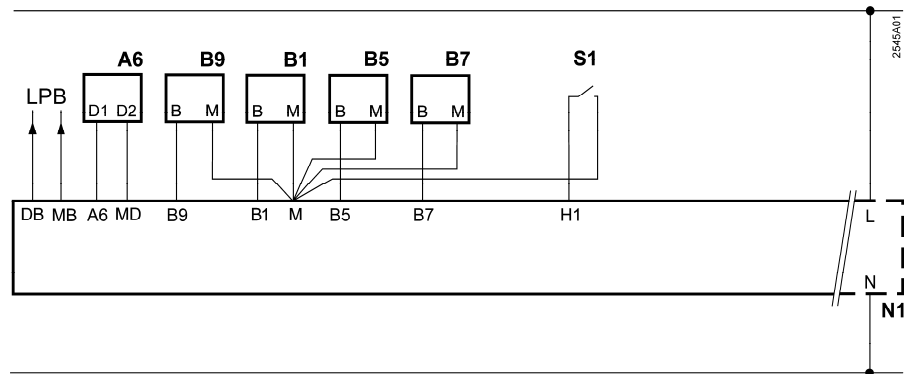 2545A01
A6 B9 B1 B5 B7 S1
LPB
D1 D2 B M B M B M B M
DB MB A6 MD B9 B1 M B5 B7 H1 L
N
N1